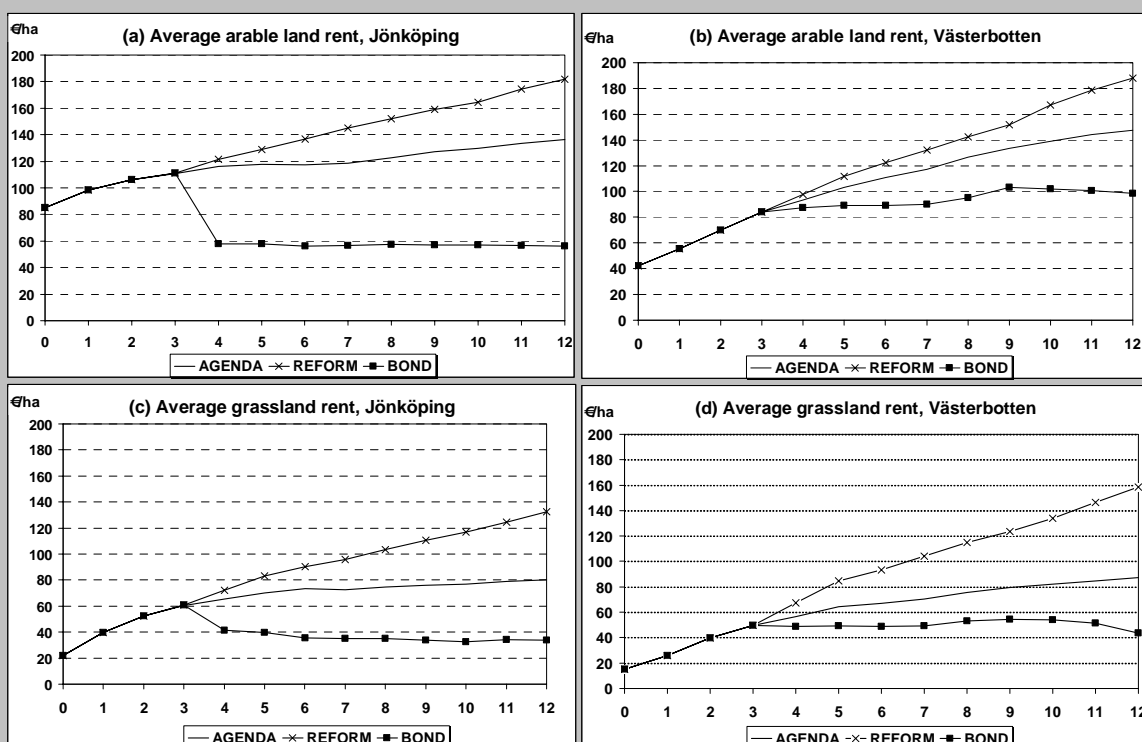 €/ha
(a) Average arable land rent, Jönköping
200
180
160
140
120
100
80
60
40
20
0
0 1 2 3 4 5 6 7 8 9 10 11 12
AGENDA REFORM BOND
€/ha
(b) Average arable land rent, Västerbotten
200
180
160
140
120
100
80
60
40
20
0
0 1 2 3 4 5 6 7 8 9 10 11 12
AGENDA REFORM BOND
€/ha
(c) Average grassland rent, Jönköping
200
180
160
140
120
100
80
60
40
20
0
0 1 2 3 4 5 6 7 8 9 10 11 12
AGENDA REFORM BOND
€/ha
(d) Average grassland rent, Västerbotten
200
180
160
140
120
100
80
60
40
20
0
0 1 2 3 4 5 6 7 8 9 10 11 12
AGENDA REFORM BOND